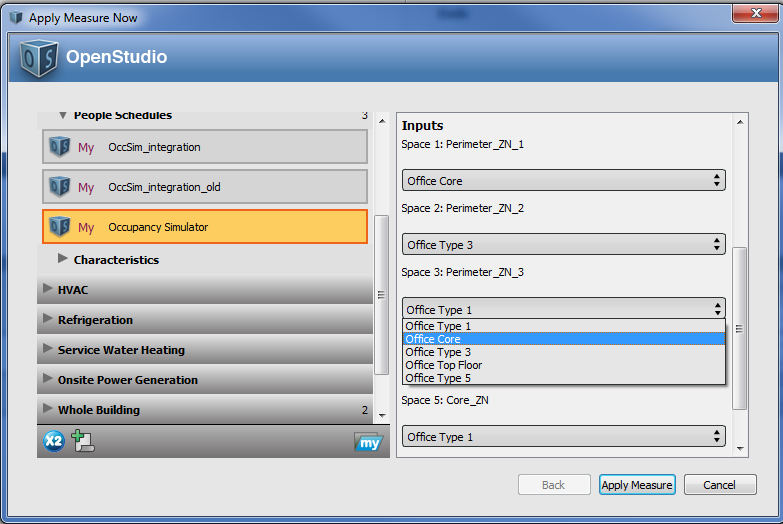 Apply Measure Now
OpenStudio
People Schedules 3
My OccSim_integration
My OccSim_integration_old
My Occupancy Simulator
Characteristics
HVAC
Refrigeration
Service Water Heating
Onsite Power Generation
Whole Building 2
X2
my
Inputs
Space 1: Perimeter_ZN_1
Office Core
Space 2: Perimeter_ZN_2
Office Type 3
Space 3: Perimeter_ZN_3
Office Type 1
Office Type 1
Office Core
Office Type 3
Office Top Floor
Office Type 5
Space 5: Core_ZN
Office Type 1
Back Apply Measure Cancel